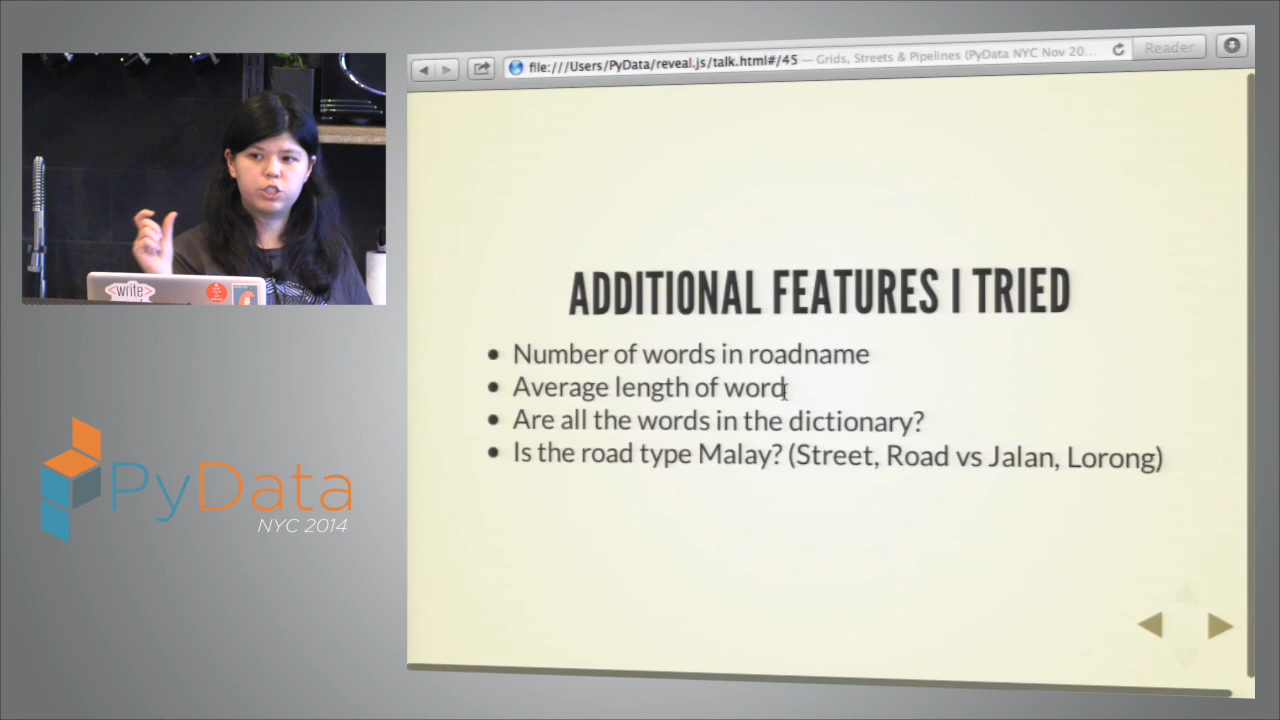 file:///Users/PyData/reveal.js/talk.html#/45 — Grids, Streets & Pipelines (PyData NYC Nov 20...
Reader
<write>
ADDITIONAL FEATURES I TRIED
• Number of words in roadname
• Average length of word
• Are all the words in the dictionary?
• Is the road type Malay? (Street, Road vs Jalan, Lorong)
PyData
NYC 2014